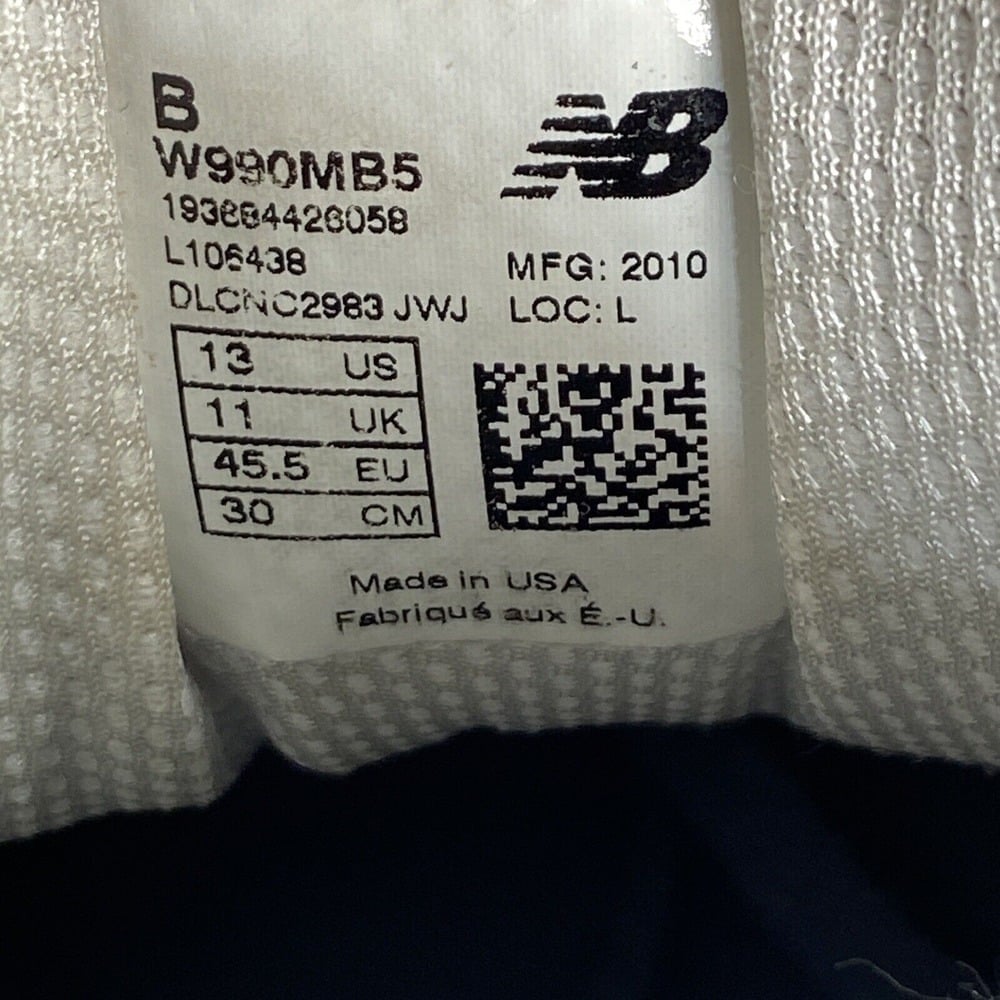 B
W990MB5
193684426058
L106438
DLCNC2983 JWJ
NB
MFG: 2010
LOC: L
13 US
11 UK
45.5 EU
30 CM
Made in USA
Fabriqué aux É.-U.